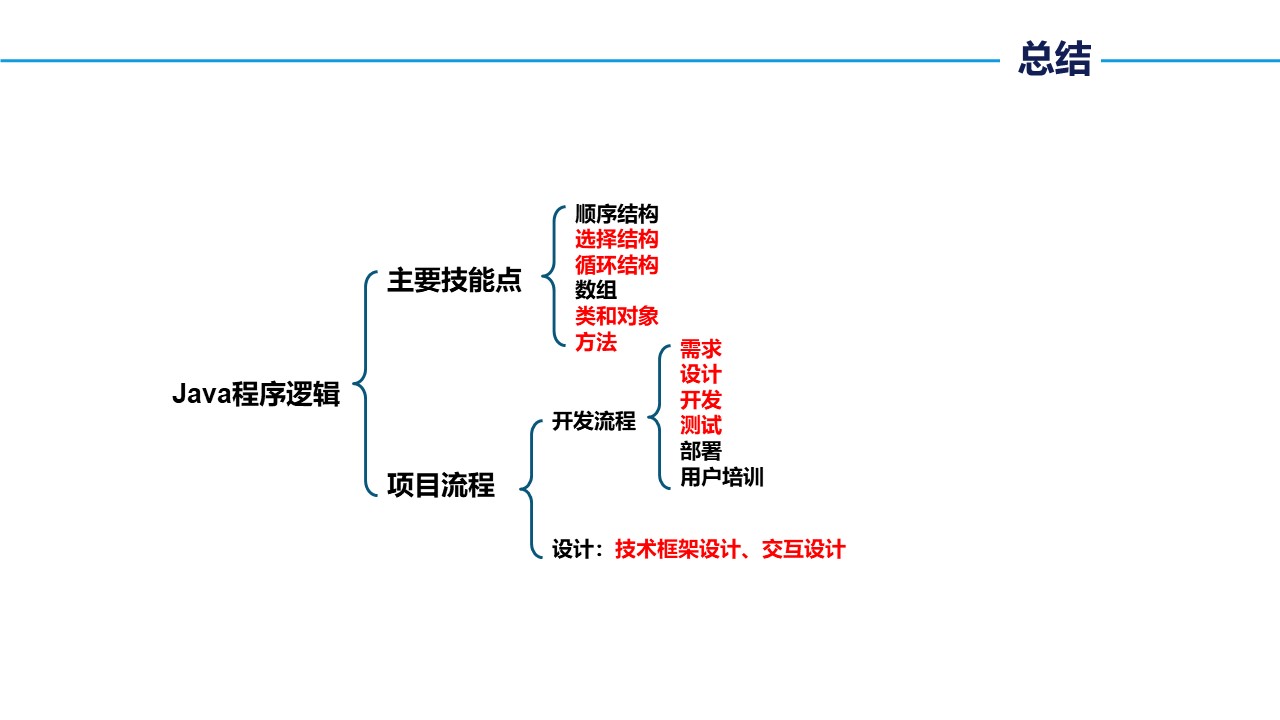 总结
顺序结构
选择结构
循环结构
数组
类和对象
方法
主要技能点
Java程序逻辑
需求
设计
开发
测试
部署
用户培训
开发流程
项目流程
设计：技术框架设计、交互设计